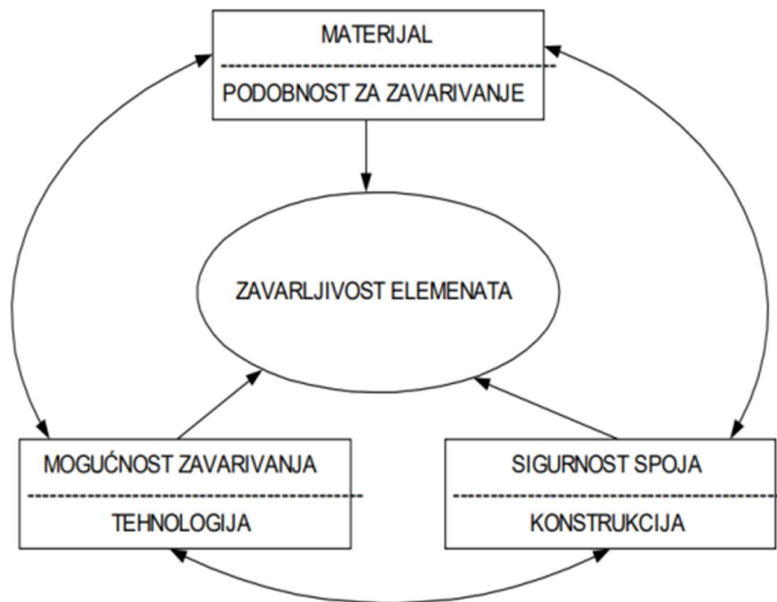 MATERIJAL
PODOBNOST ZA ZAVARIVANJE
ZAVARLJIVOST ELEMENATA
MOGUĆNOST ZAVARIVANJA
TEHNOLOGIJA
SIGURNOST SPOJA
KONSTRUKCIJA